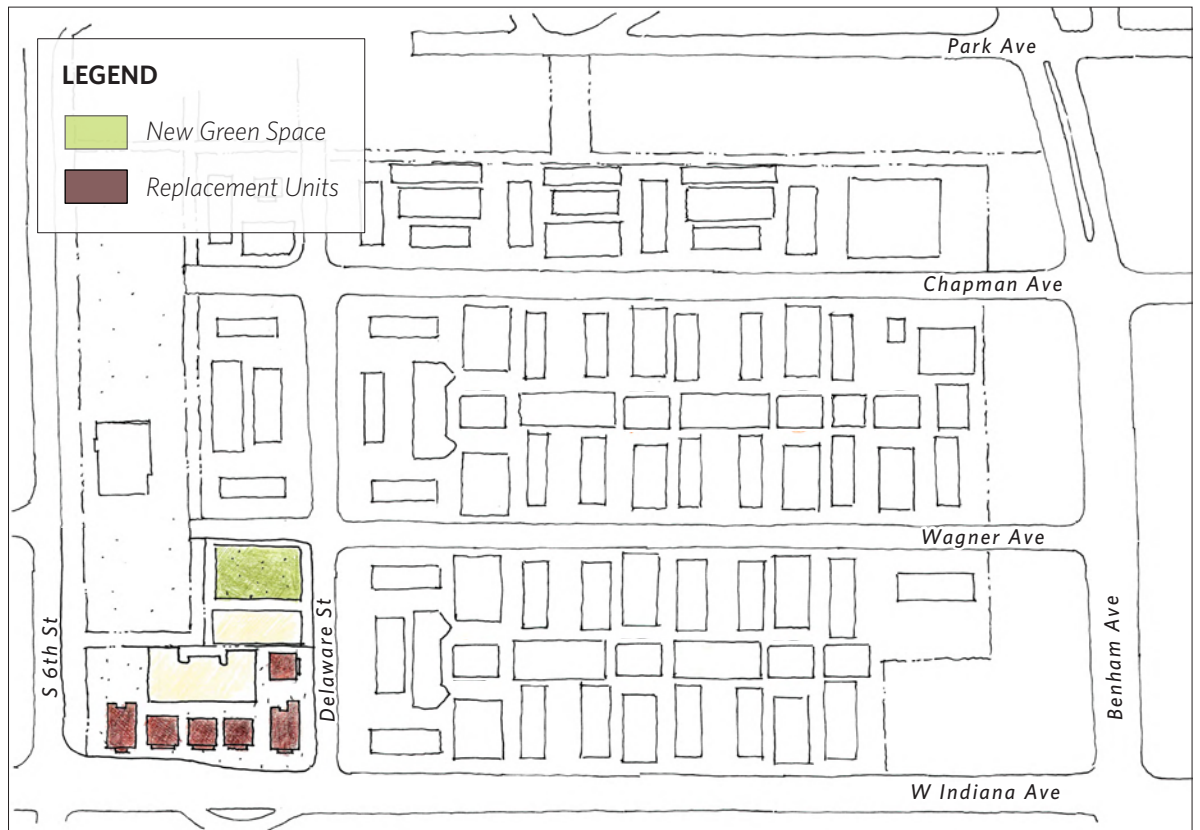 Park Ave
LEGEND
New Green Space
Replacement Units
Chapman Ave
Wagner Ave
S 6th St
Delaware St
Benham Ave
W Indiana Ave